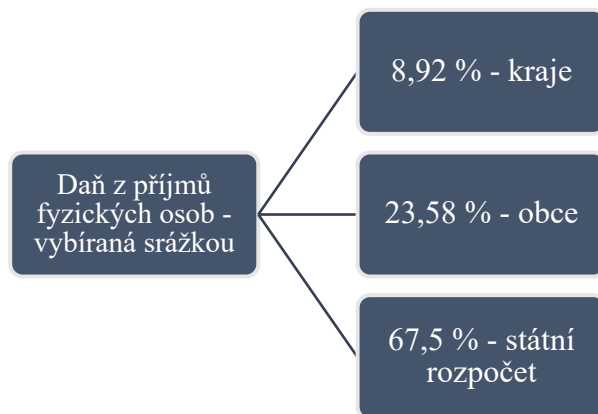 8,92 % - kraje
Daň z příjmů
fyzických osob -
vybíraná srážkou
23,58 % - obce
67,5 % - státní
rozpočet